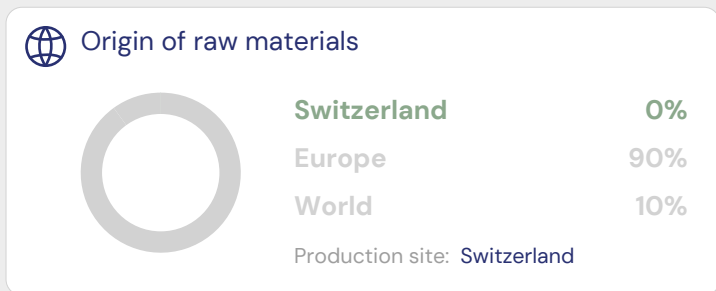 Origin of raw materials
Switzerland 0%
Europe 90%
World 10%
Production site: Switzerland